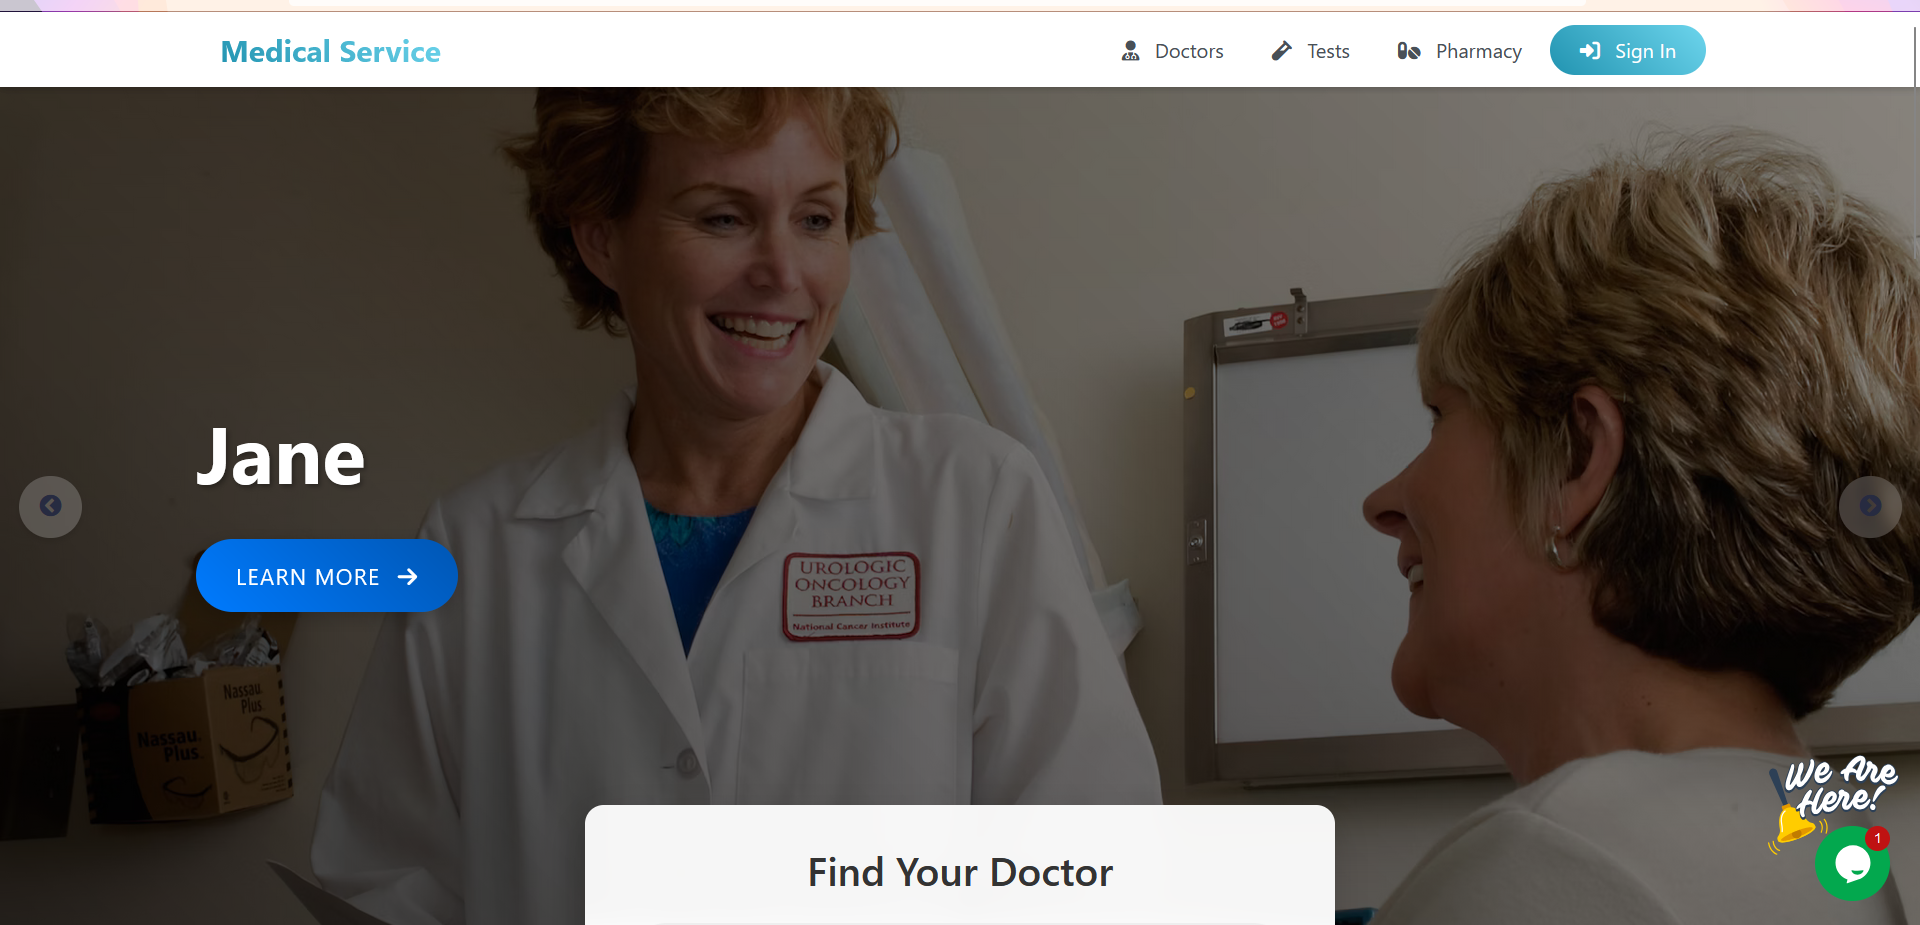 Medical Service
Doctors
Tests
Pharmacy
Sign In
Jane
LEARN MORE
UROLOGIC
ONCOLOGY
BRANCH
National Cancer Institute
Nassau
Plus
Nassau
Plus
We Are
Here!
1
Find Your Doctor